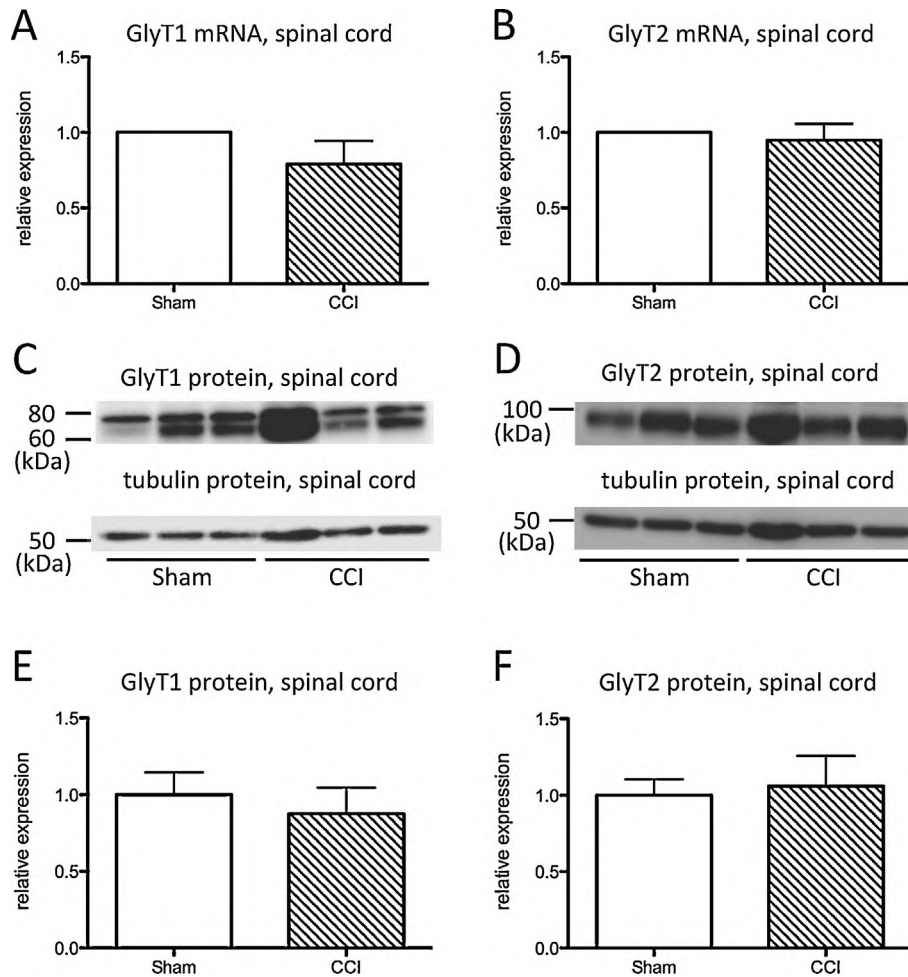 A
GlyT1 mRNA, spinal cord
relative expression
1.5
1.0
0.5
0.0
Sham CCI
B
GlyT2 mRNA, spinal cord
relative expression
1.5
1.0
0.5
0.0
Sham CCI
C
GlyT1 protein, spinal cord
80
60
(kDa)
tubulin protein, spinal cord
50
(kDa)
Sham CCI
D
GlyT2 protein, spinal cord
100
(kDa)
tubulin protein, spinal cord
50
(kDa)
Sham CCI
E
GlyT1 protein, spinal cord
relative expression
1.5
1.0
0.5
0.0
Sham CCI
F
GlyT2 protein, spinal cord
relative expression
1.5
1.0
0.5
0.0
Sham CCI